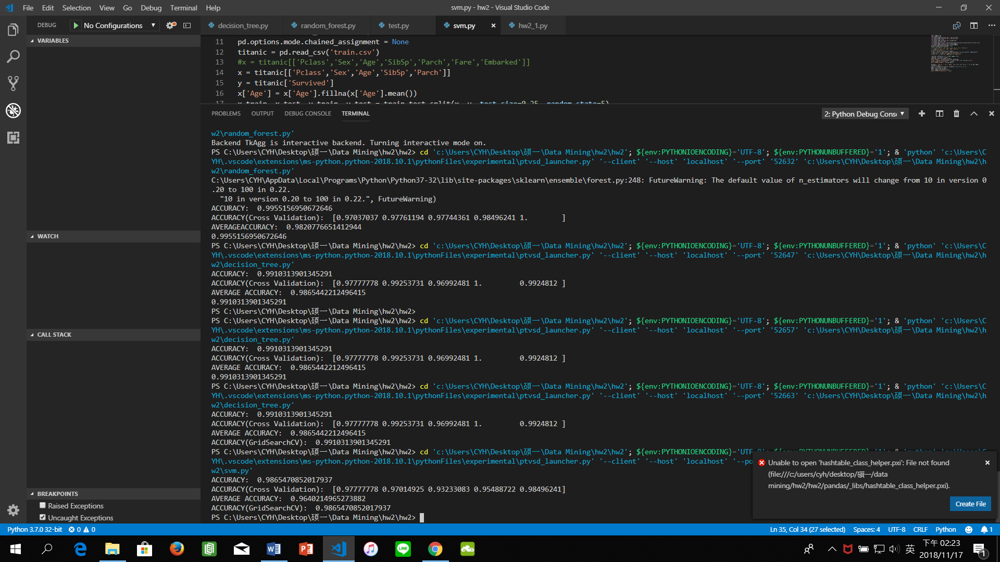 File Edit Selection View Go Debug Terminal Help
svm.py - hw2 - Visual Studio Code
DEBUG No Configurations
decision_tree.py random_forest.py test.py svm.py hw2_1.py
VARIABLES
WATCH
CALL STACK
BREAKPOINTS
Raised Exceptions
Uncaught Exceptions
11 pd.options.mode.chained_assignment = None
12 titanic = pd.read_csv('train.csv')
13 #x = titanic[['Pclass','Sex','Age','SibSp','Parch','Fare','Embarked']]
14 x = titanic[['Pclass','Sex','Age','SibSp','Parch']]
15 y = titanic['Survived']
16 x['Age'] = x['Age'].fillna(x['Age'].mean())
17 x_train, x_test, y_train, y_test = train_test_split(x, y, test_size=0.25, random_state=5)
PROBLEMS OUTPUT DEBUG CONSOLE TERMINAL
2: Python Debug Conso
w2\random_forest.py'
Backend TkAgg is interactive backend. Turning interactive mode on.
PS C:\Users\CYH\Desktop\碩一\Data Mining\hw2\hw2> cd 'c:\Users\CYH\Desktop\碩一\Data Mining\hw2\hw2'; ${env:PYTHONIOENCODING}='UTF-8'; ${env:PYTHONUNBUFFERED}='1'; & 'python' 'c:\Users\C
YH\.vscode\extensions\ms-python.python-2018.10.1\pythonFiles\experimental\ptvsd_launcher.py' '--client' '--host' 'localhost' '--port' '52632' 'c:\Users\CYH\Desktop\碩一\Data Mining\hw2\h
w2\random_forest.py'
C:\Users\CYH\AppData\Local\Programs\Python\Python37-32\lib\site-packages\sklearn\ensemble\forest.py:248: FutureWarning: The default value of n_estimators will change from 10 in version 0
.20 to 100 in 0.22.
"10 in version 0.20 to 100 in 0.22.", FutureWarning)
ACCURACY: 0.9955156950672646
ACCURACY(Cross Validation): [0.97037037 0.97761194 0.97744361 0.98496241 1. ]
AVERAGEACCURACY: 0.9820776651412944
0.9955156950672646
PS C:\Users\CYH\Desktop\碩一\Data Mining\hw2\hw2> cd 'c:\Users\CYH\Desktop\碩一\Data Mining\hw2\hw2'; ${env:PYTHONIOENCODING}='UTF-8'; ${env:PYTHONUNBUFFERED}='1'; & 'python' 'c:\Users\C
YH\.vscode\extensions\ms-python.python-2018.10.1\pythonFiles\experimental\ptvsd_launcher.py' '--client' '--host' 'localhost' '--port' '52647' 'c:\Users\CYH\Desktop\碩一\Data Mining\hw2\h
w2\decision_tree.py'
ACCURACY: 0.9910313901345291
ACCURACY(Cross Validation): [0.97777778 0.99253731 0.96992481 1. 0.9924812 ]
AVERAGE ACCURACY: 0.9865442212496415
0.9910313901345291
PS C:\Users\CYH\Desktop\碩一\Data Mining\hw2\hw2>
PS C:\Users\CYH\Desktop\碩一\Data Mining\hw2\hw2> cd 'c:\Users\CYH\Desktop\碩一\Data Mining\hw2\hw2'; ${env:PYTHONIOENCODING}='UTF-8'; ${env:PYTHONUNBUFFERED}='1'; & 'python' 'c:\Users\C
YH\.vscode\extensions\ms-python.python-2018.10.1\pythonFiles\experimental\ptvsd_launcher.py' '--client' '--host' 'localhost' '--port' '52657' 'c:\Users\CYH\Desktop\碩一\Data Mining\hw2\h
w2\decision_tree.py'
ACCURACY: 0.9910313901345291
ACCURACY(Cross Validation): [0.97777778 0.99253731 0.96992481 1. 0.9924812 ]
AVERAGE ACCURACY: 0.9865442212496415
0.9910313901345291
PS C:\Users\CYH\Desktop\碩一\Data Mining\hw2\hw2> cd 'c:\Users\CYH\Desktop\碩一\Data Mining\hw2\hw2'; ${env:PYTHONIOENCODING}='UTF-8'; ${env:PYTHONUNBUFFERED}='1'; & 'python' 'c:\Users\C
YH\.vscode\extensions\ms-python.python-2018.10.1\pythonFiles\experimental\ptvsd_launcher.py' '--client' '--host' 'localhost' '--port' '52663' 'c:\Users\CYH\Desktop\碩一\Data Mining\hw2\h
w2\decision_tree.py'
ACCURACY: 0.9910313901345291
ACCURACY(Cross Validation): [0.97777778 0.99253731 0.96992481 1. 0.9924812 ]
AVERAGE ACCURACY: 0.9865442212496415
ACCURACY(GridSearchCV): 0.9910313901345291
PS C:\Users\CYH\Desktop\碩一\Data Mining\hw2\hw2> cd 'c:\Users\CYH\Desktop\碩一\Data Mining\hw2\hw2'; ${env:PYTHONIOENCODING}='UTF-8'; ${env:PYTHONUNBUFFERED}='1'; & 'python' 'c:\Users\C
YH\.vscode\extensions\ms-python.python-2018.10.1\pythonFiles\experimental\ptvsd_launcher.py' '--client' '--host' 'localhost' '--po
w2\svm.py'
ACCURACY: 0.9865470852017937
ACCURACY(Cross Validation): [0.97777778 0.97014925 0.93233083 0.95488722 0.98496241]
AVERAGE ACCURACY: 0.9640214965273882
ACCURACY(GridSearchCV): 0.9865470852017937
PS C:\Users\CYH\Desktop\碩一\Data Mining\hw2\hw2>
Unable to open 'hashtable_class_helper.pxi': File not found
(file:///c:/users/cyh/desktop/碩一/data
mining/hw2/hw2/pandas/_libs/hashtable_class_helper.pxi).
Create File
Python 3.7.0 32-bit 0 0
Ln 35, Col 34 (27 selected) Spaces: 4 UTF-8 CRLF Python 1
英 下午 02:23
2018/11/17
1